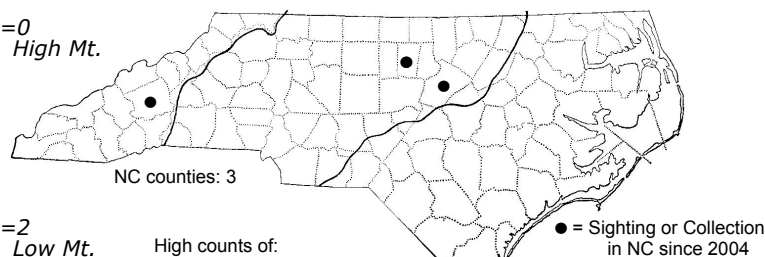 =0
High Mt.
NC counties: 3
=2
Low Mt.
High counts of:
● = Sighting or Collection
in NC since 2004